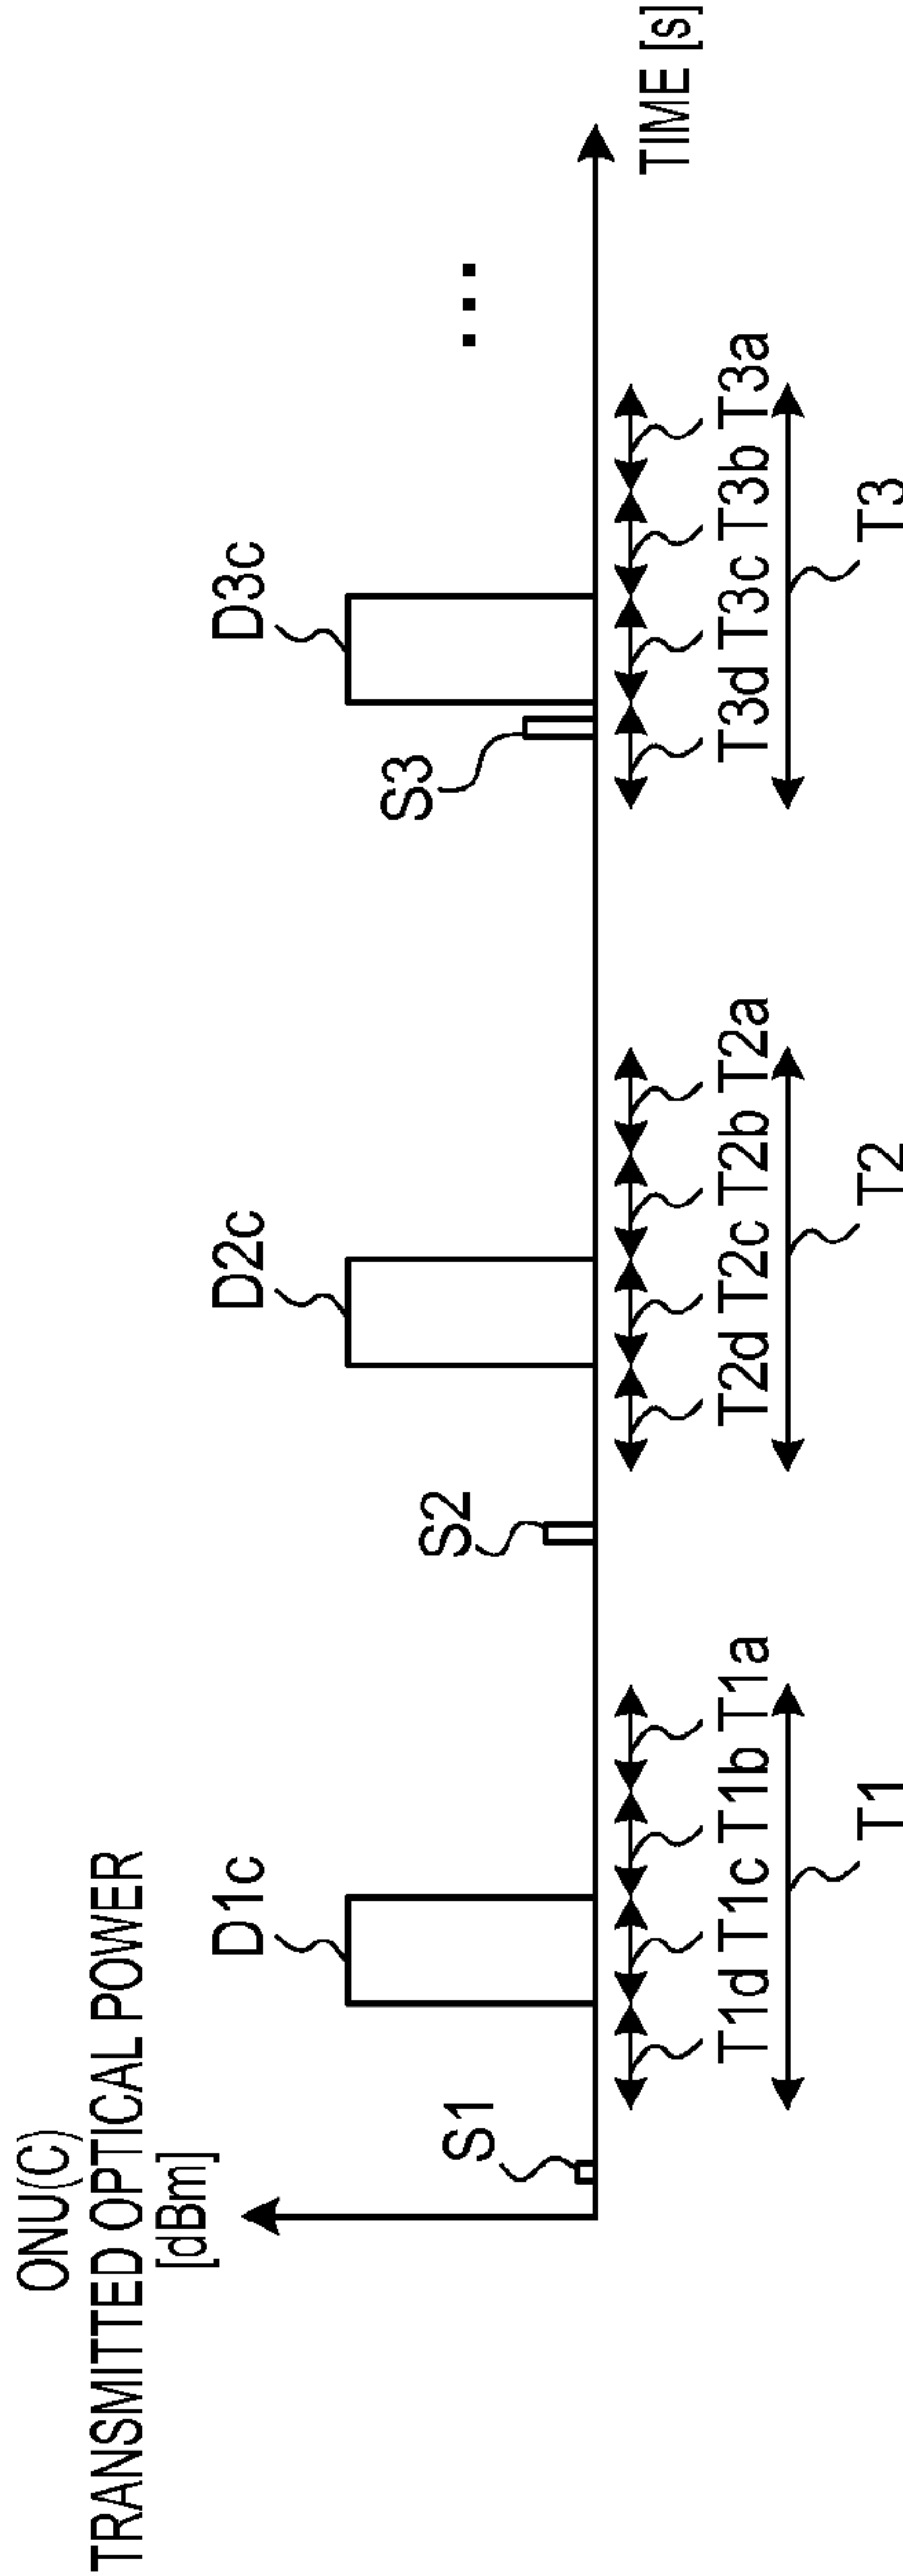 ONU(C)
TRANSMITTED OPTICAL POWER
[dBm]
D1c
D2c
D3c
S1
S2
S3
...
TIME [s]
T1d T1c T1b T1a
T2d T2c T2b T2a
T3d T3c T3b T3a
T1
T2
T3